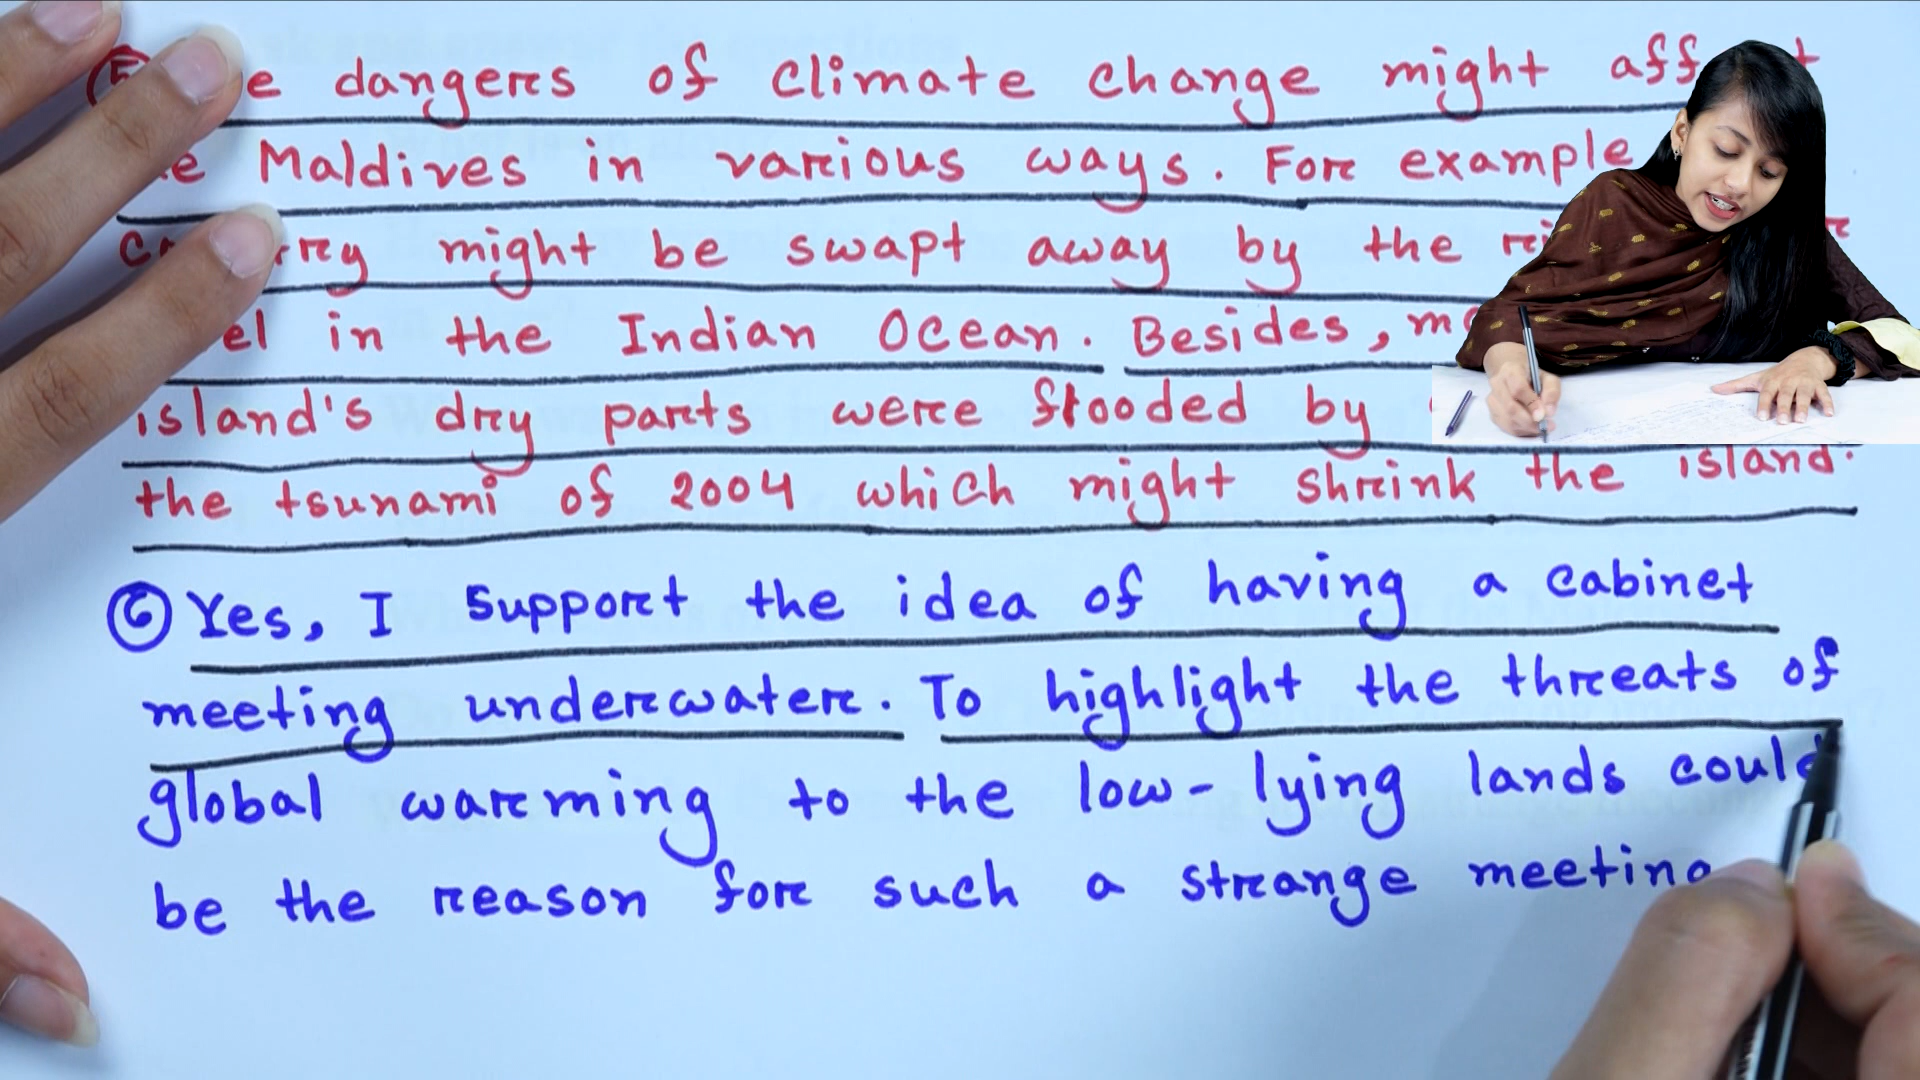 dangers of climate change might
Maldives in various ways. For example
might be swapt away by the
in the Indian Ocean. Besides,
island's dry parts were flooded by
the tsunami of 2004 which might shrink the island.
6 Yes, I support the idea of having a cabinet
meeting underwater. To highlight the threats of
global warming to the low-lying lands could
be the reason for such a strange meeting